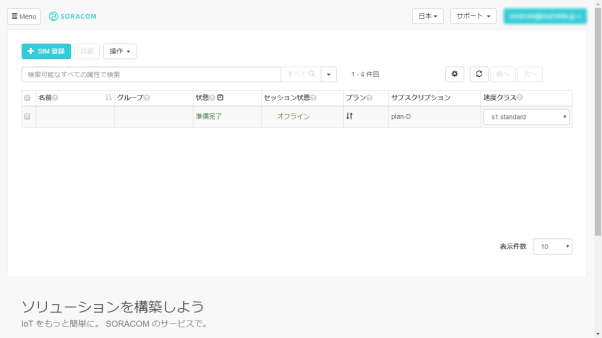 Menu SORACOM 日本 サポート
SIM 登録 詳細 操作
検索可能なすべての属性で検索 すべて 1 - 4 件目 前へ 次へ
名前 グループ 状態 セッション状態 プラン サブスクリプション 速度クラス
準備完了 オフライン plan-D s1.standard
表示件数 10
ソリューションを構築しよう
IoT をもっと簡単に。 SORACOM のサービスで。